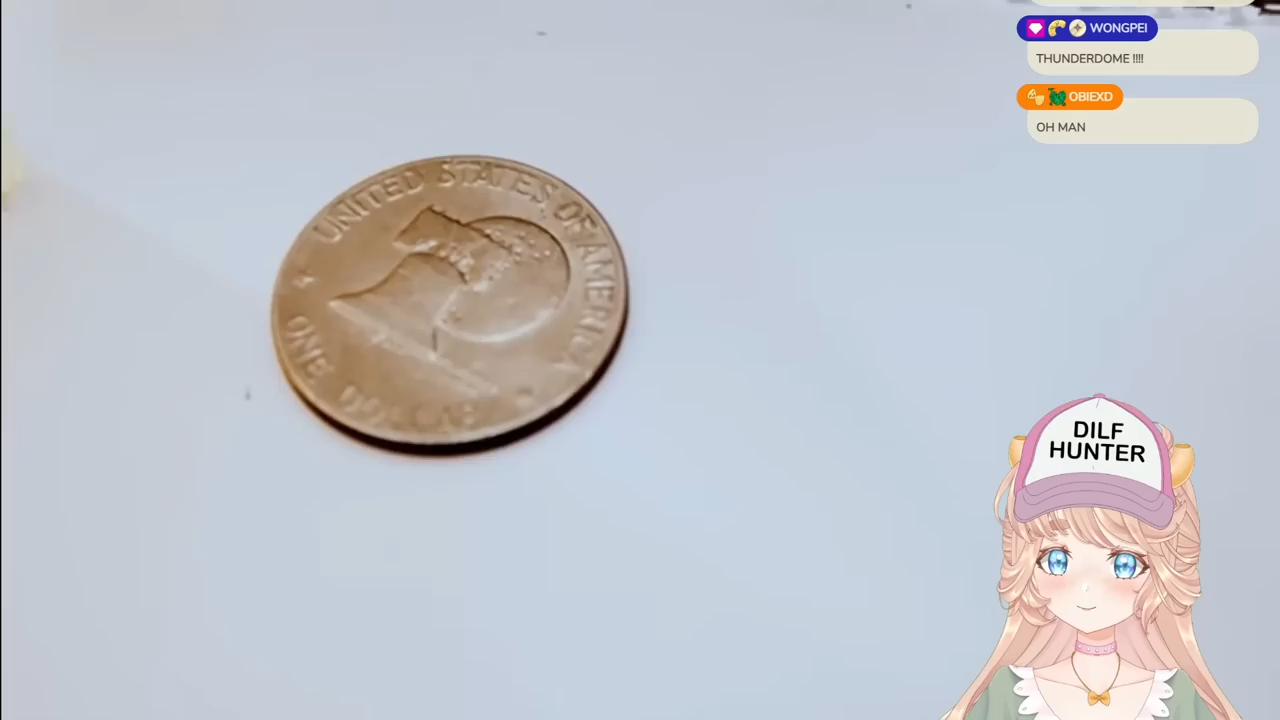 WONGPEI
THUNDERDOME !!!!
OBIEXD
OH MAN
UNITED STATES OF AMERICA
ONE DOLLAR
DILF
HUNTER